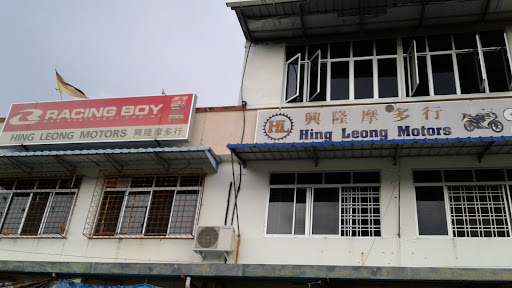 RACING BOY
HING LEONG MOTORS 興隆摩多行
HL
興隆摩多行
Hing Leong Motors